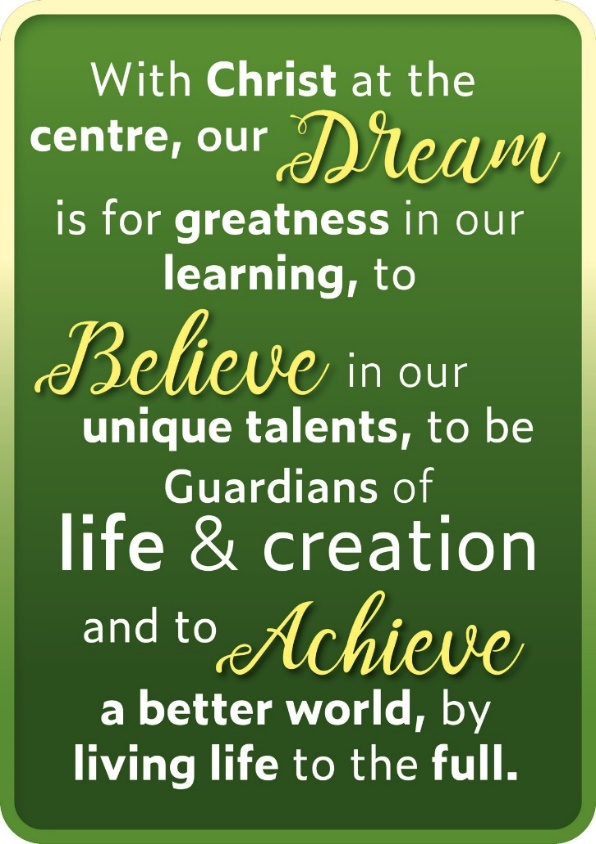 With Christ at the
centre, our Dream
is for greatness in our
learning, to
Believe in our
unique talents, to be
Guardians of
life & creation
and to Achieve
a better world, by
living life to the full.